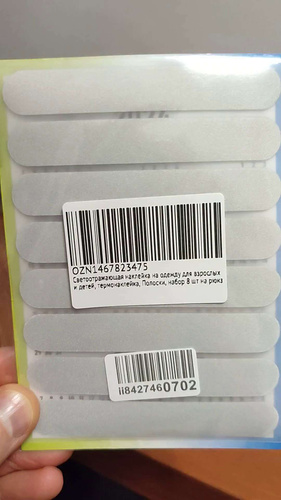 OZN1467823475
Светоотражающая наклейка на одежду для взрослых
и детей, термонаклейка, Полоски, набор 8 шт на рюкз
ii8427460702